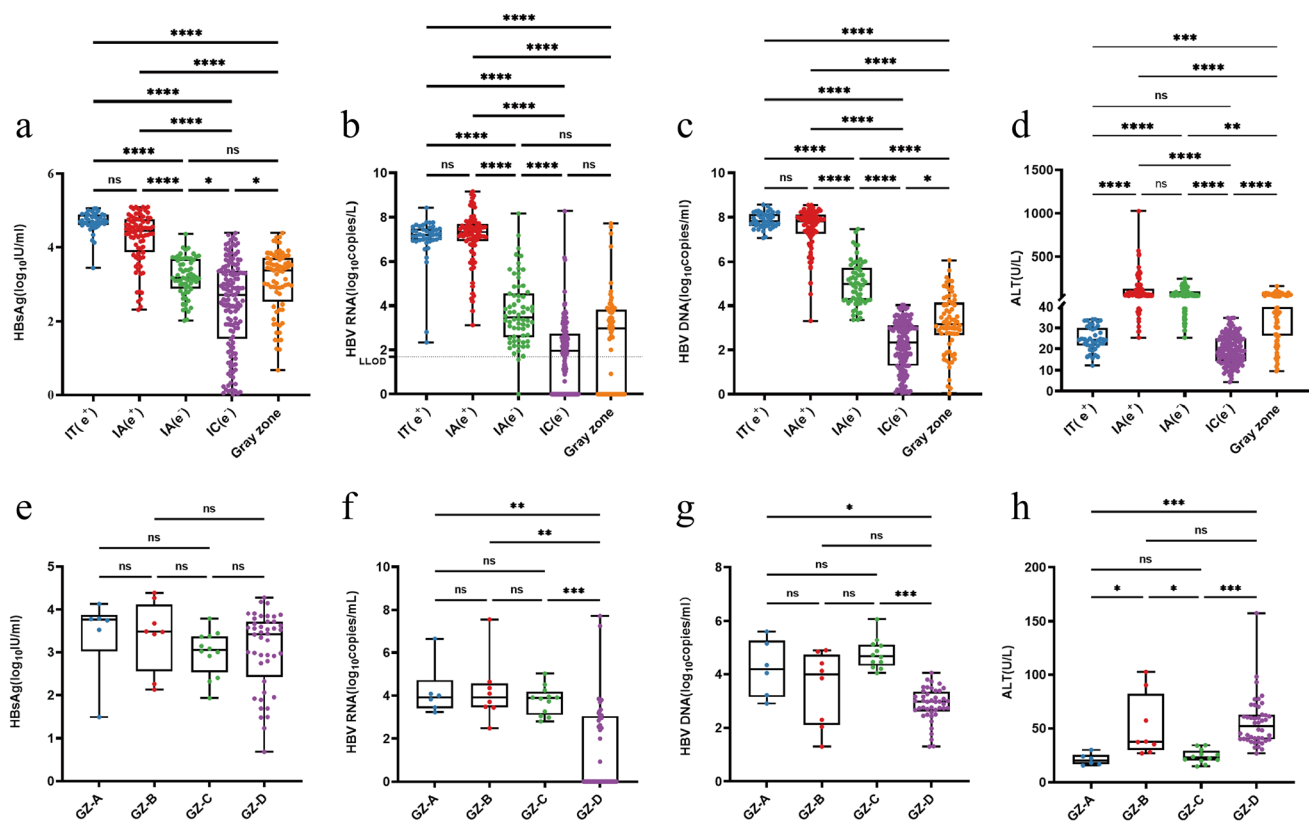 a
****
****
****
****
****
ns
ns
****
*
*
HBsAg(log10IU/ml)
6
4
2
0
IT( e+)
IA(e+)
IA(e-)
IC(e-)
Gray zone
b
****
****
****
****
****
ns
ns
****
****
ns
HBV RNA(log10copies/L)
10
8
6
4
2
LLOD
0
IT( e+)
IA(e+)
IA(e-)
IC(e-)
Gray zone
c
****
****
****
****
****
****
ns
****
****
*
HBV DNA(log10copies/ml)
10
8
6
4
2
0
IT( e+)
IA(e+)
IA(e-)
IC(e-)
Gray zone
d
***
****
ns
****
**
****
****
ns
****
****
ALT(U/L)
1500
1000
500
40
30
20
10
0
IT( e+)
IA(e+)
IA(e-)
IC(e-)
Gray zone
e
ns
ns
ns
ns
ns
HBsAg(log10IU/ml)
5
4
3
2
1
0
GZ-A
GZ-B
GZ-C
GZ-D
f
**
**
ns
ns
ns
***
HBV RNA(log10copies/mL)
10
8
6
4
2
0
GZ-A
GZ-B
GZ-C
GZ-D
g
*
ns
ns
ns
ns
***
HBV DNA(log10copies/ml)
8
6
4
2
0
GZ-A
GZ-B
GZ-C
GZ-D
h
***
ns
ns
*
*
***
ALT(U/L)
200
150
100
50
0
GZ-A
GZ-B
GZ-C
GZ-D